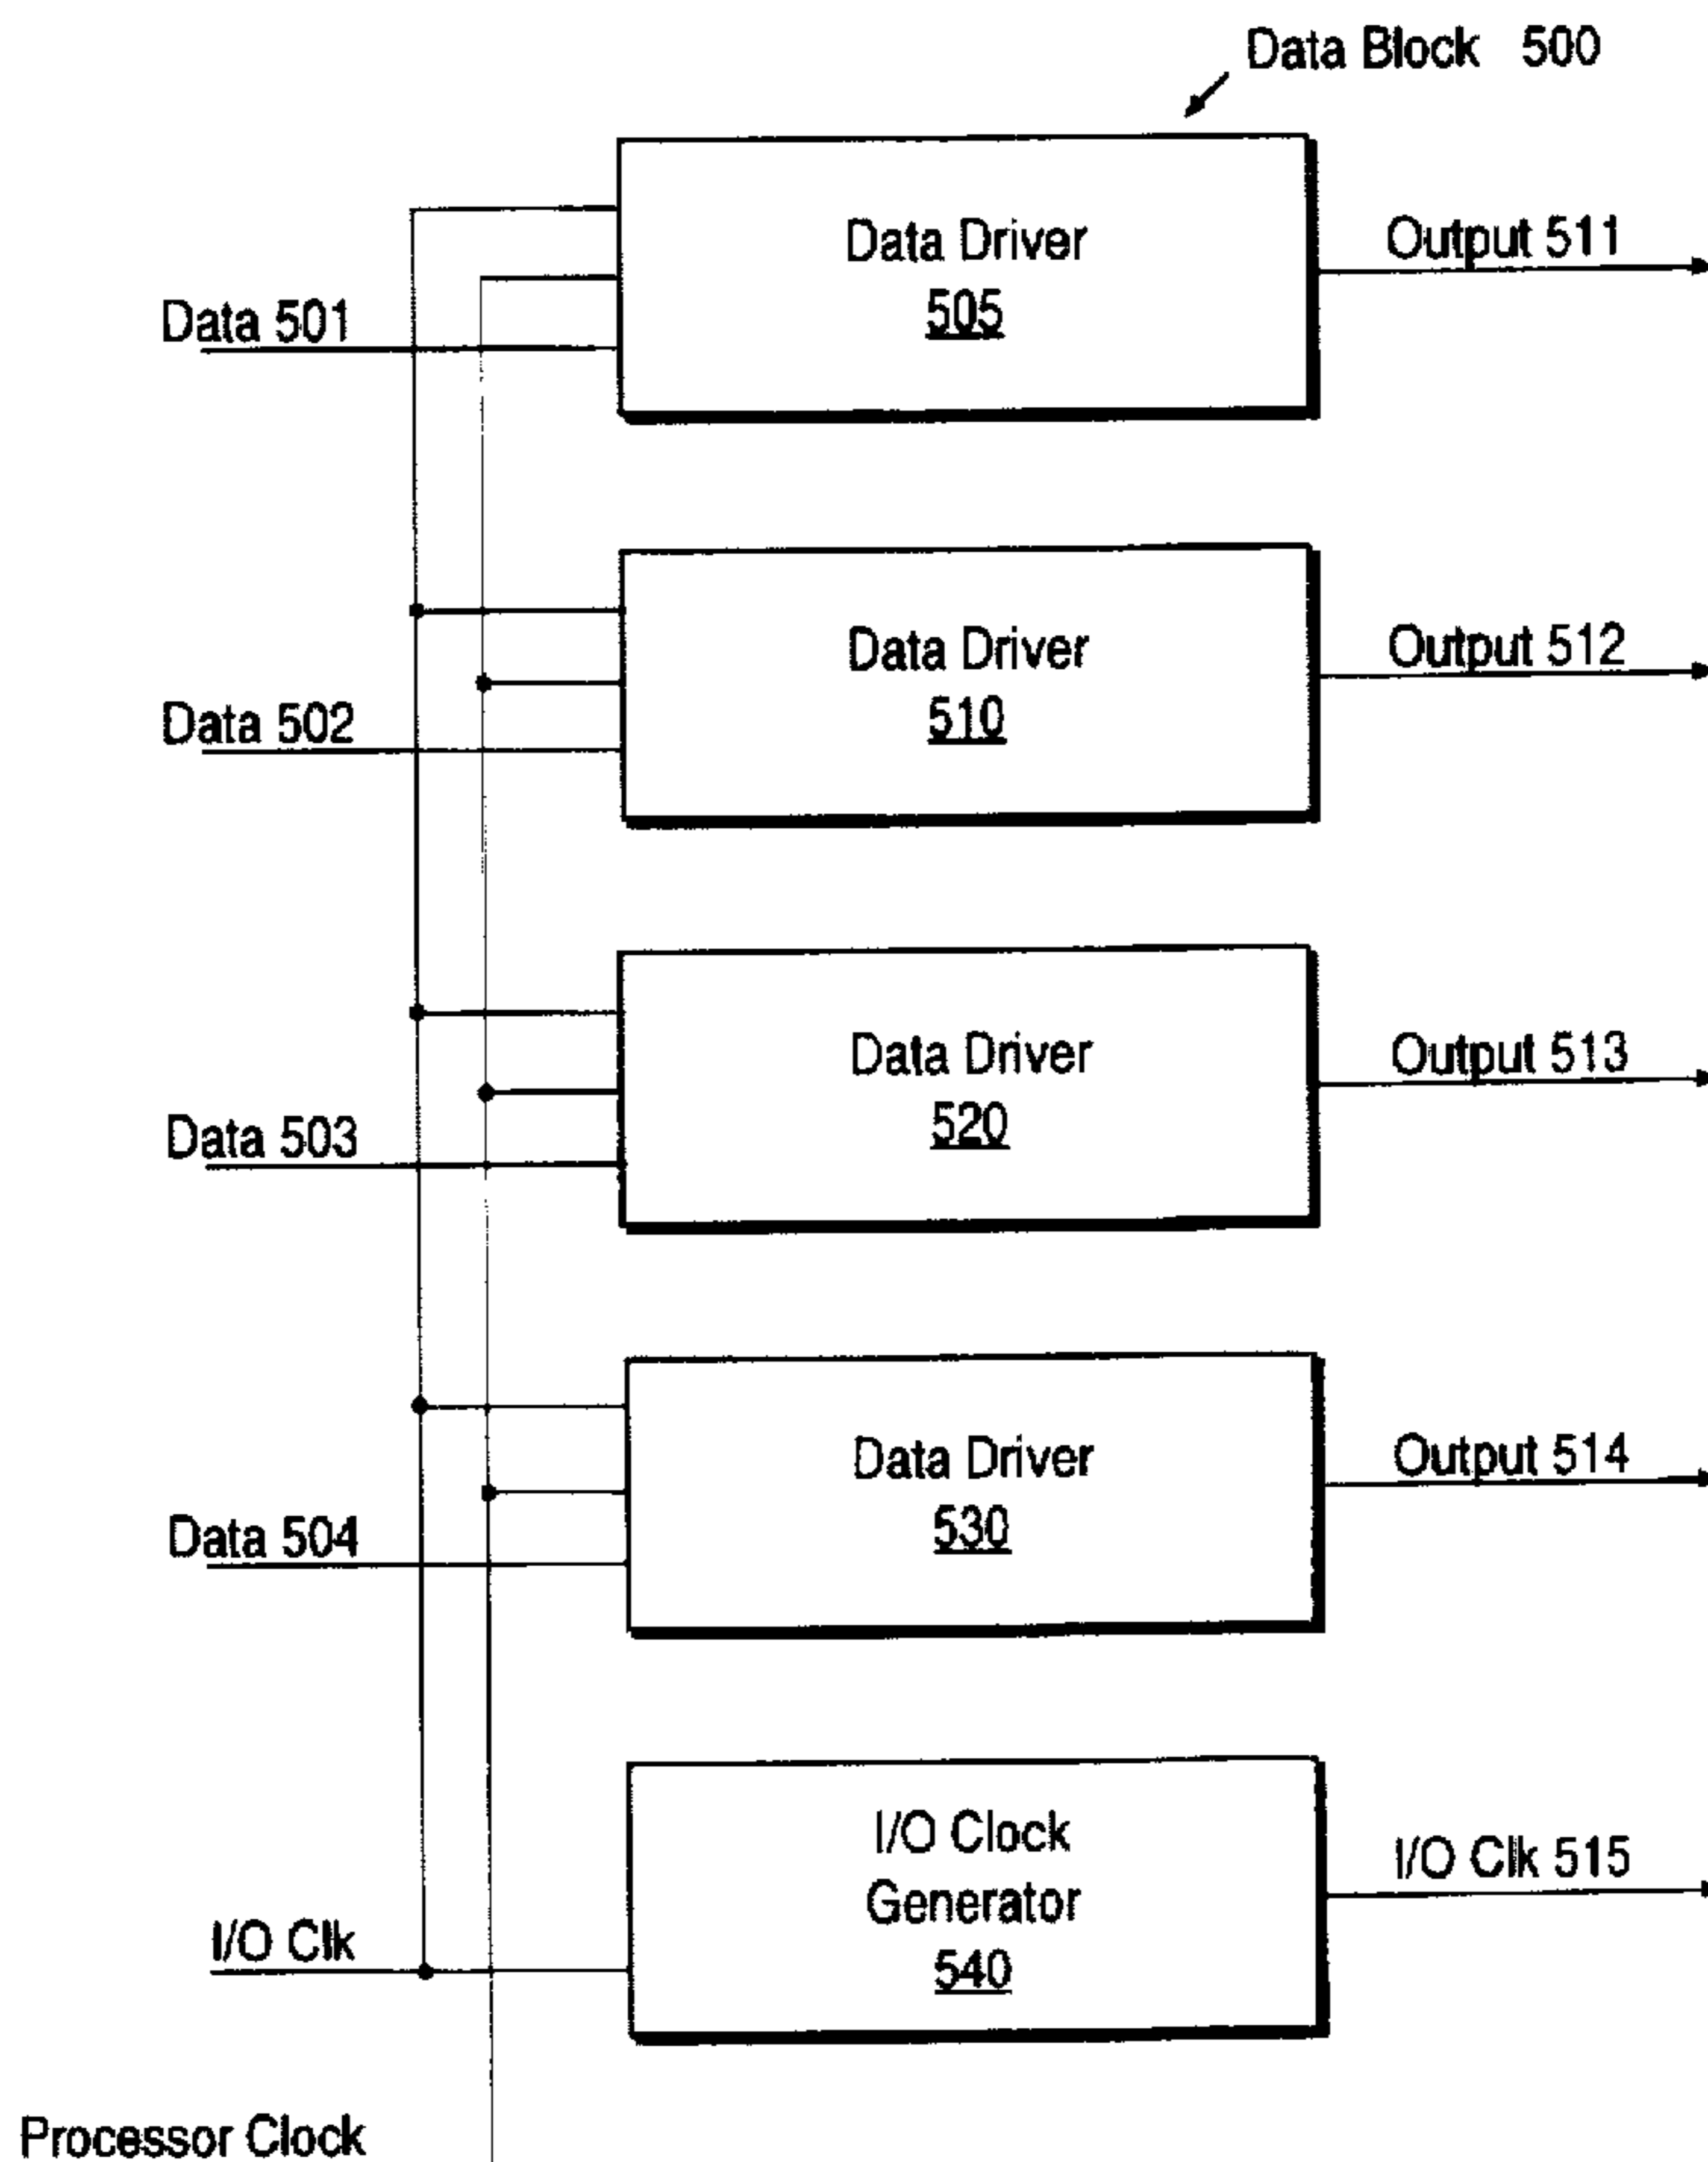 Data Block 500
Data Driver
505
Output 511
Data 501
Data Driver
510
Output 512
Data 502
Data Driver
520
Output 513
Data 503
Data Driver
530
Output 514
Data 504
I/O Clock
Generator
540
I/O Clk 515
I/O Clk
Processor Clock